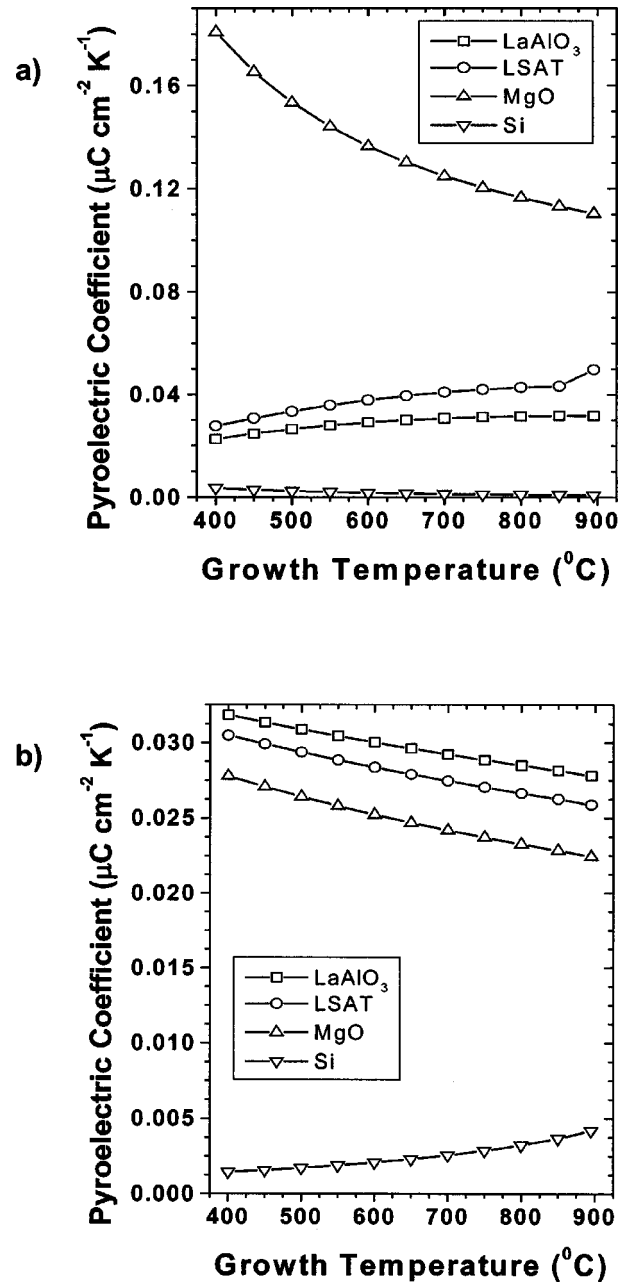 a)
Pyroelectric Coefficient (μC cm⁻² K⁻¹)
0.16
0.12
0.08
0.04
0.00
LaAlO₃
LSAT
MgO
Si
400 500 600 700 800 900
Growth Temperature (⁰C)
b)
Pyroelectric Coefficient (μC cm⁻² K⁻¹)
0.030
0.025
0.020
0.015
0.010
0.005
0.000
LaAlO₃
LSAT
MgO
Si
400 500 600 700 800 900
Growth Temperature (⁰C)